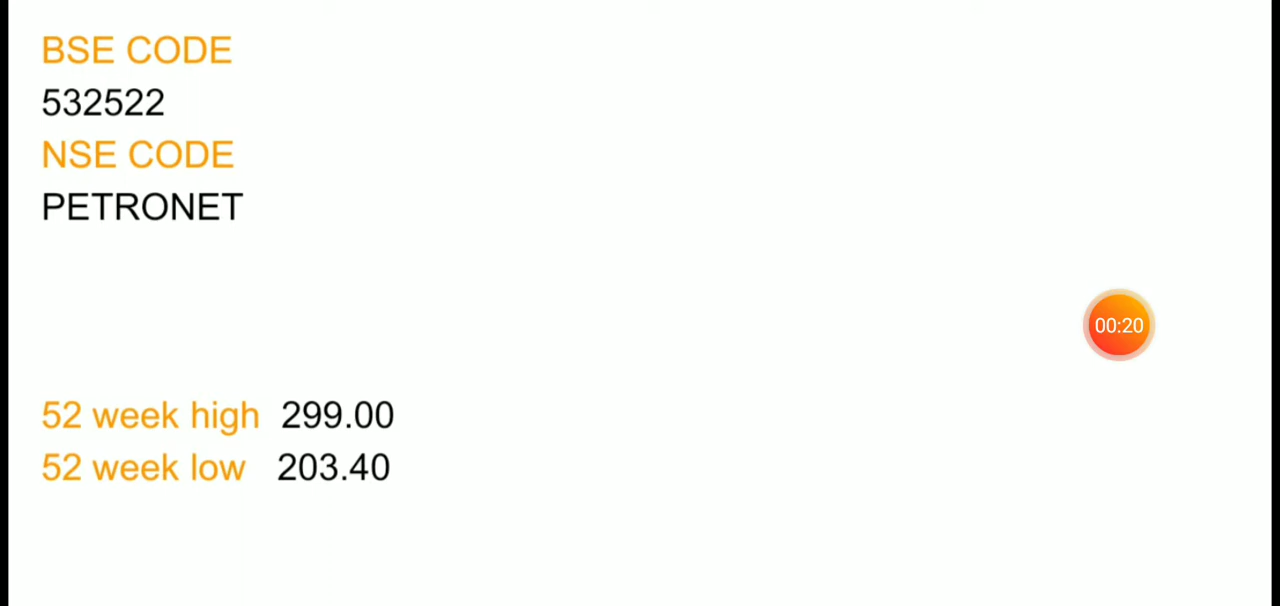 BSE CODE
532522
NSE CODE
PETRONET
00:20
52 week high 299.00
52 week low 203.40